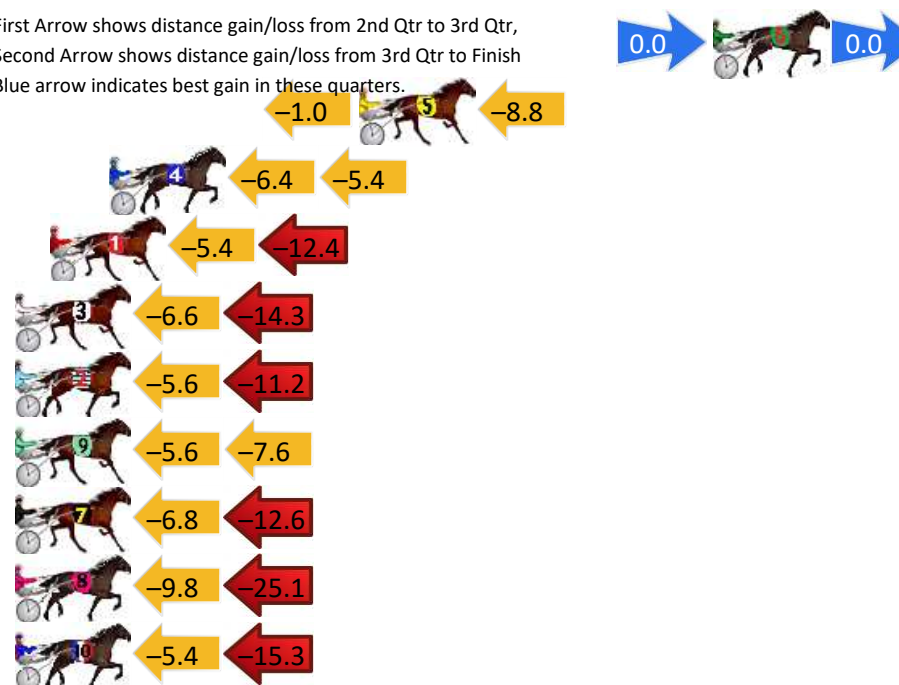 First Arrow shows distance gain/loss from 2nd Qtr to 3rd Qtr,
Second Arrow shows distance gain/loss from 3rd Qtr to Finish
Blue arrow indicates best gain in these quarters.
0.0 6 0.0
−1.0 5 −8.8
4 −6.4 −5.4
1 −5.4 −12.4
3 −6.6 −14.3
2 −5.6 −11.2
9 −5.6 −7.6
7 −6.8 −12.6
8 −9.8 −25.1
10 −5.4 −15.3